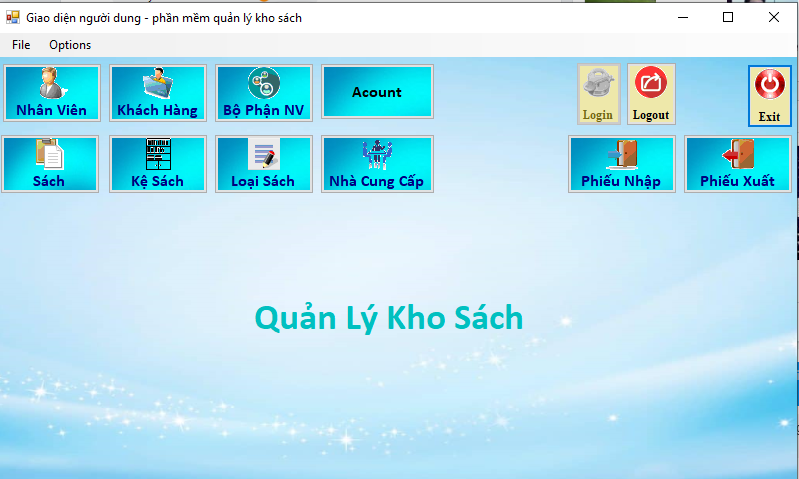 Giao diện người dung - phần mềm quản lý kho sách
File Options
Nhân Viên Khách Hàng Bộ Phận NV Acount Login Logout Exit
Sách Kệ Sách Loại Sách Nhà Cung Cấp Phiếu Nhập Phiếu Xuất
Quản Lý Kho Sách